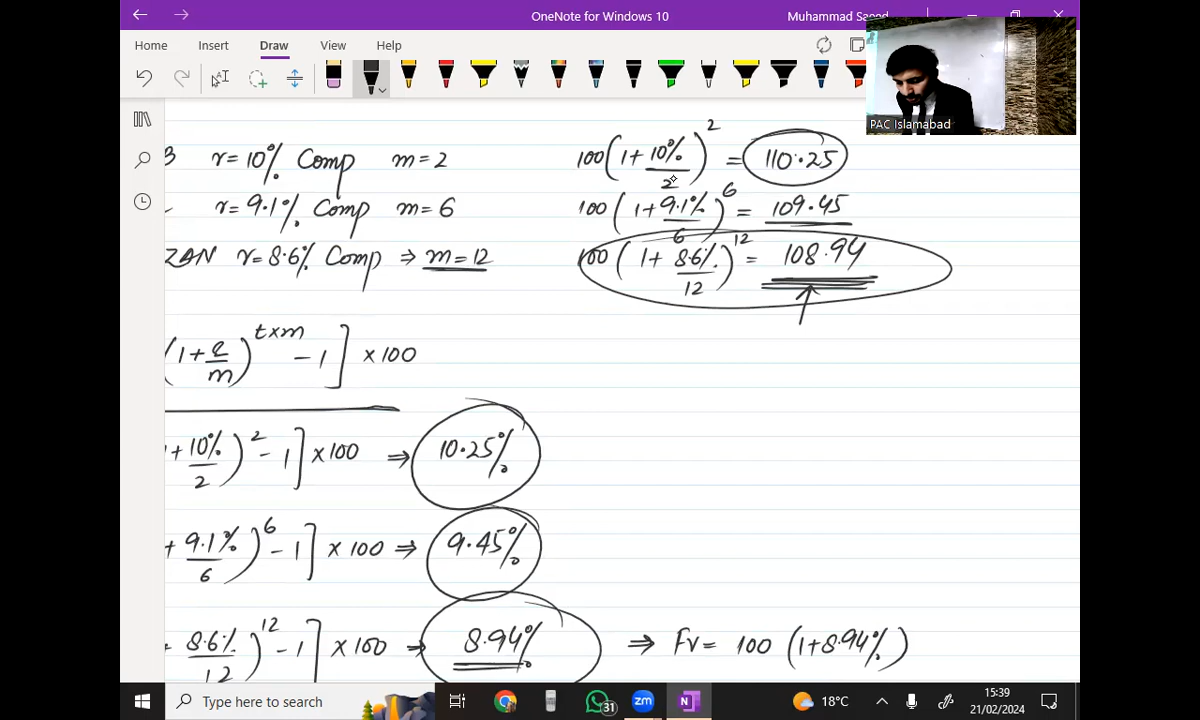 OneNote for Windows 10
Muhammad Saeed
Home Insert Draw View Help
PAC Islamabad
B r=10% Comp m=2 100(1+10%/2)^2 = 110.25
r=9.1% Comp m=6 100(1+9.1%/6)^6 = 109.45
ZAN r=8.6% Comp ⇒ m=12 100(1+8.6%/12)^12 = 108.94
(1+r/m)^t×m -1] ×100
+10%/2)^2 -1] ×100 ⇒ 10.25%
+9.1%/6)^6 -1] ×100 ⇒ 9.45%
+8.6%/12)^12 -1] ×100 ⇒ 8.94% ⇒ Fv= 100 (1+8.94%)
Type here to search
31
zm
N
18°C
15:39
21/02/2024